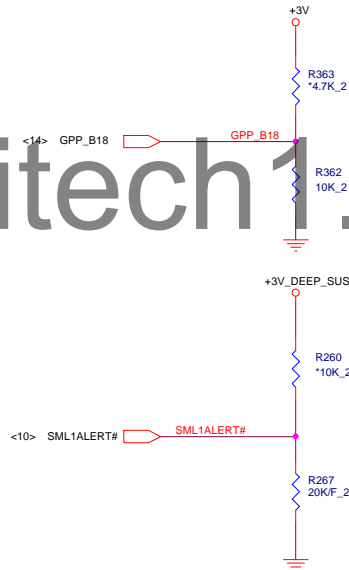 +3V
R363
*4.7K_2
<14> GPP_B18 GPP_B18
itech1.
R362
10K_2
+3V_DEEP_SUS
R260
*10K_2
<10> SML1ALERT# SML1ALERT#
R267
20K/F_2